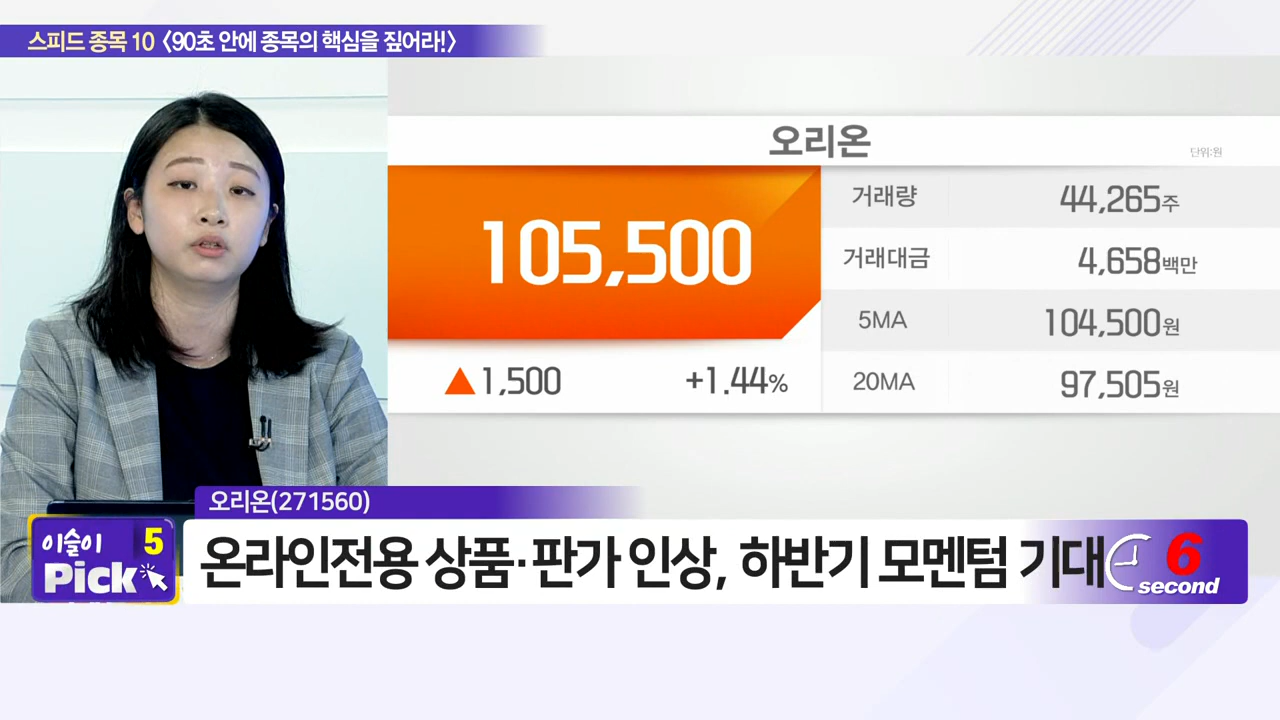 스피드 종목 10 <90초 안에 종목의 핵심을 짚어라!>
오리온
단위:원
105,500
▲1,500 +1.44%
거래량 44,265주
거래대금 4,658백만
5MA 104,500원
20MA 97,505원
오리온(271560)
이슬이 5
Pick
온라인전용 상품·판가 인상, 하반기 모멘텀 기대
6
second